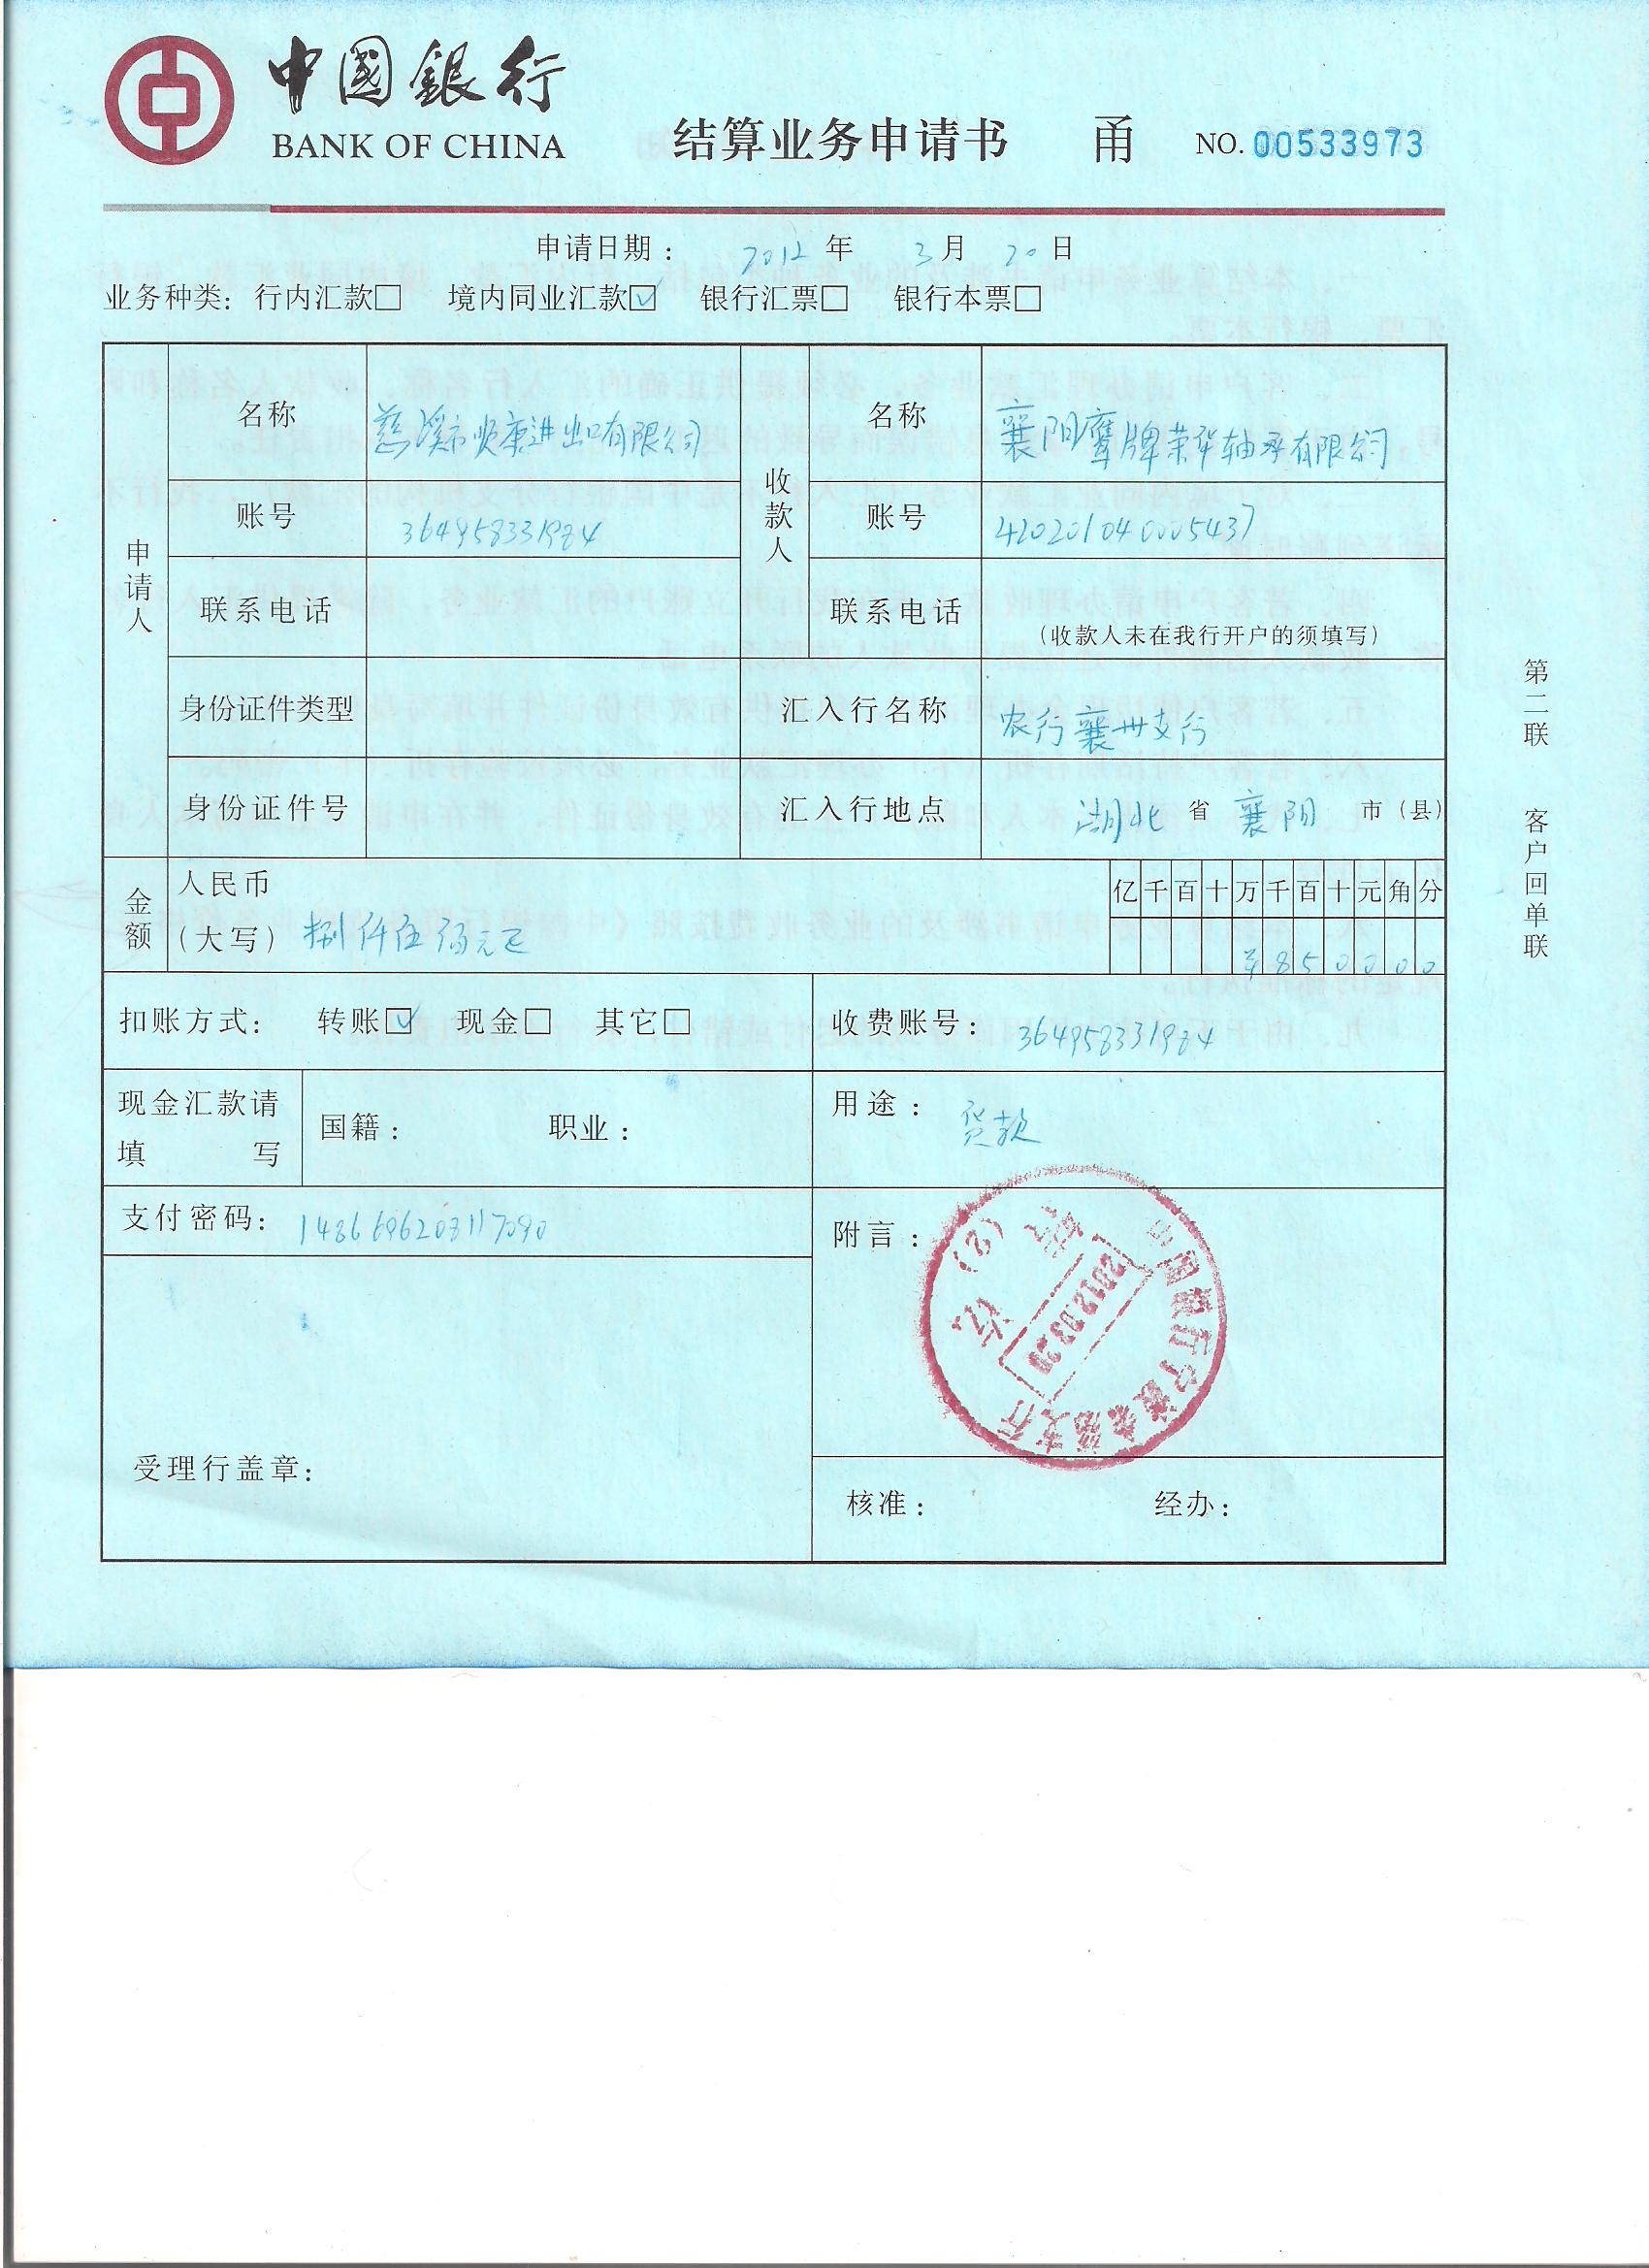 中國銀行
BANK OF CHINA
结算业务申请书 甬 NO. 00533973
申请日期： 2012 年 3 月 20 日
业务种类： 行内汇款□ 境内同业汇款☑ 银行汇票□ 银行本票□
申请人
名称 慈溪市顺康进出口有限公司
账号 364958331984
联系电话
身份证件类型
身份证件号
收款人
名称 襄阳鹰牌荣华轴承有限公司
账号 420201040005437
联系电话 （收款人未在我行开户的须填写）
汇入行名称 农行襄州支行
汇入行地点 湖北 省 襄阳 市（县）
金额 人民币
（大写） 捌仟伍佰元正
亿 千 百 十 万 千 百 十 元 角 分
¥ 8 5 0 0 0 0
扣账方式： 转账☑ 现金□ 其它□
收费账号： 364958331984
现金汇款请
填 写
国籍： 职业：
用途： 货款
支付密码： 1486696208117090
附言：
2012.03.20
(2)
受理行盖章：
核准： 经办：
第二联 客户回单联